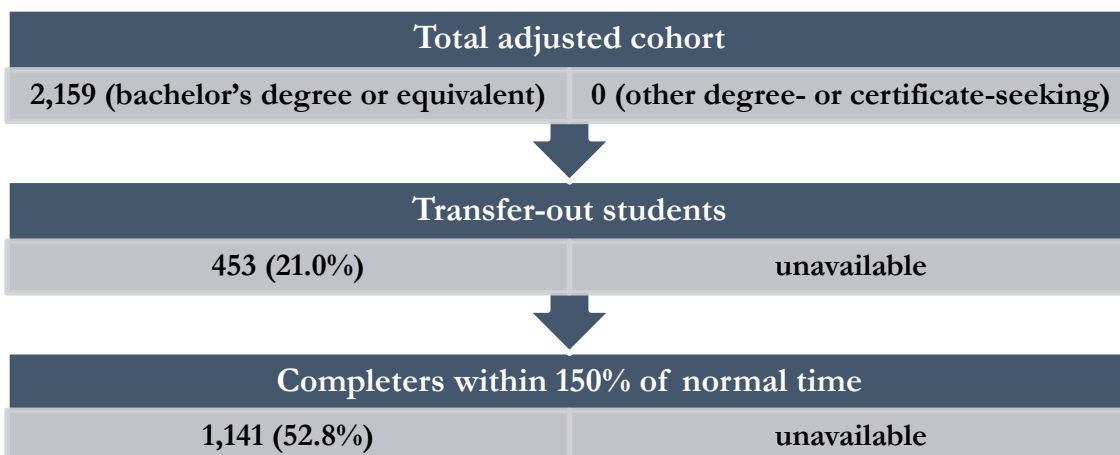 Total adjusted cohort
2,159 (bachelor’s degree or equivalent) 0 (other degree- or certificate-seeking)
Transfer-out students
453 (21.0%) unavailable
Completers within 150% of normal time
1,141 (52.8%) unavailable